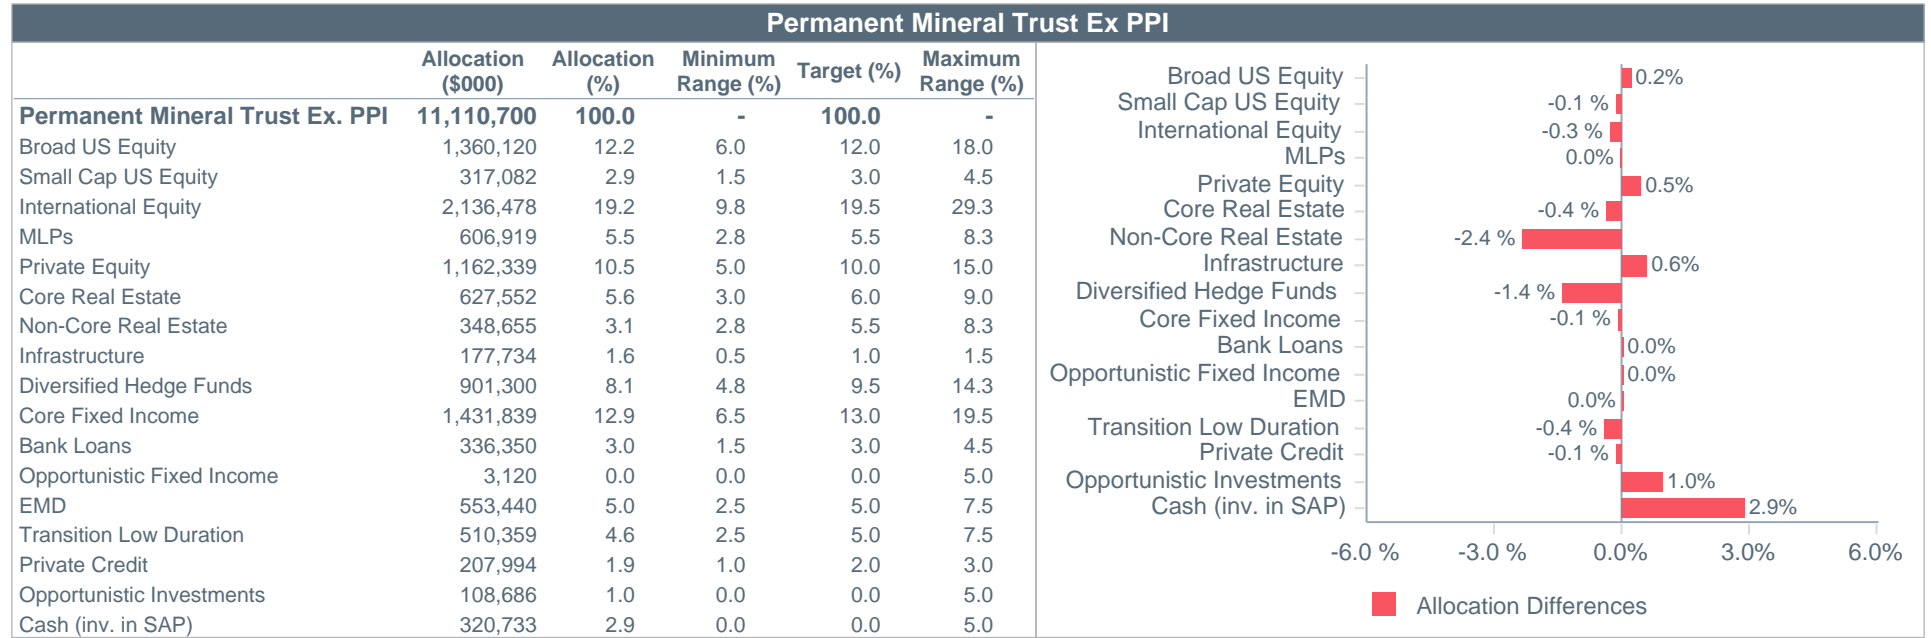 Permanent Mineral Trust Ex PPI
Allocation ($000) Allocation (%) Minimum Range (%) Target (%) Maximum Range (%)
Permanent Mineral Trust Ex. PPI 11,110,700 100.0 - 100.0 -
Broad US Equity 1,360,120 12.2 6.0 12.0 18.0
Small Cap US Equity 317,082 2.9 1.5 3.0 4.5
International Equity 2,136,478 19.2 9.8 19.5 29.3
MLPs 606,919 5.5 2.8 5.5 8.3
Private Equity 1,162,339 10.5 5.0 10.0 15.0
Core Real Estate 627,552 5.6 3.0 6.0 9.0
Non-Core Real Estate 348,655 3.1 2.8 5.5 8.3
Infrastructure 177,734 1.6 0.5 1.0 1.5
Diversified Hedge Funds 901,300 8.1 4.8 9.5 14.3
Core Fixed Income 1,431,839 12.9 6.5 13.0 19.5
Bank Loans 336,350 3.0 1.5 3.0 4.5
Opportunistic Fixed Income 3,120 0.0 0.0 0.0 5.0
EMD 553,440 5.0 2.5 5.0 7.5
Transition Low Duration 510,359 4.6 2.5 5.0 7.5
Private Credit 207,994 1.9 1.0 2.0 3.0
Opportunistic Investments 108,686 1.0 0.0 0.0 5.0
Cash (inv. in SAP) 320,733 2.9 0.0 0.0 5.0
Broad US Equity 0.2%
Small Cap US Equity -0.1 %
International Equity -0.3 %
MLPs 0.0%
Private Equity 0.5%
Core Real Estate -0.4 %
Non-Core Real Estate -2.4 %
Infrastructure 0.6%
Diversified Hedge Funds -1.4 %
Core Fixed Income -0.1 %
Bank Loans 0.0%
Opportunistic Fixed Income 0.0%
EMD 0.0%
Transition Low Duration -0.4 %
Private Credit -0.1 %
Opportunistic Investments 1.0%
Cash (inv. in SAP) 2.9%
-6.0 % -3.0 % 0.0% 3.0% 6.0%
Allocation Differences